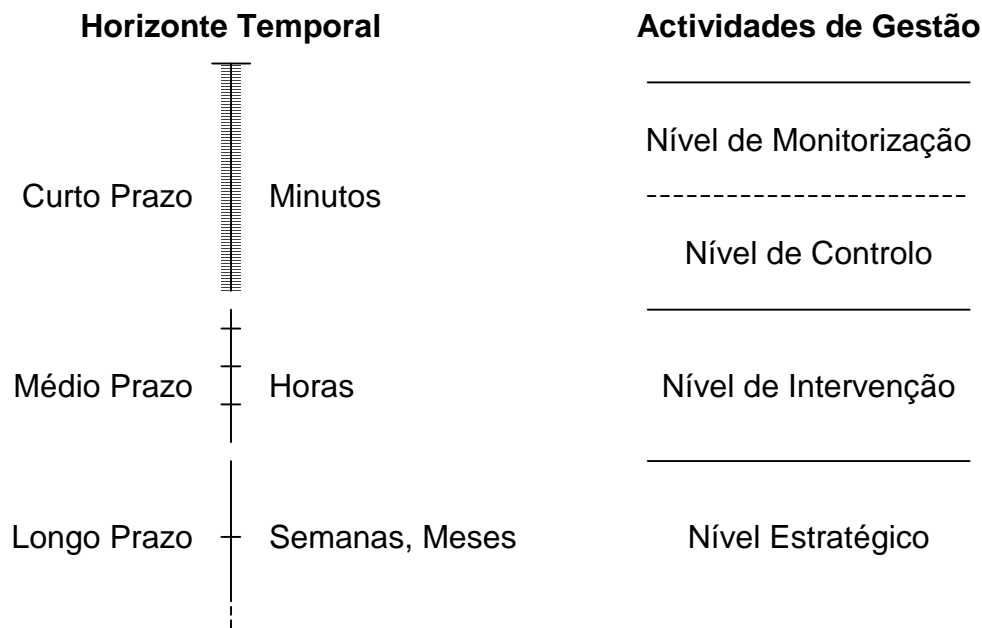 Horizonte Temporal
Actividades de Gestão
Nível de Monitorização
Curto Prazo
Minutos
Nível de Controlo
Médio Prazo
Horas
Nível de Intervenção
Longo Prazo
Semanas, Meses
Nível Estratégico